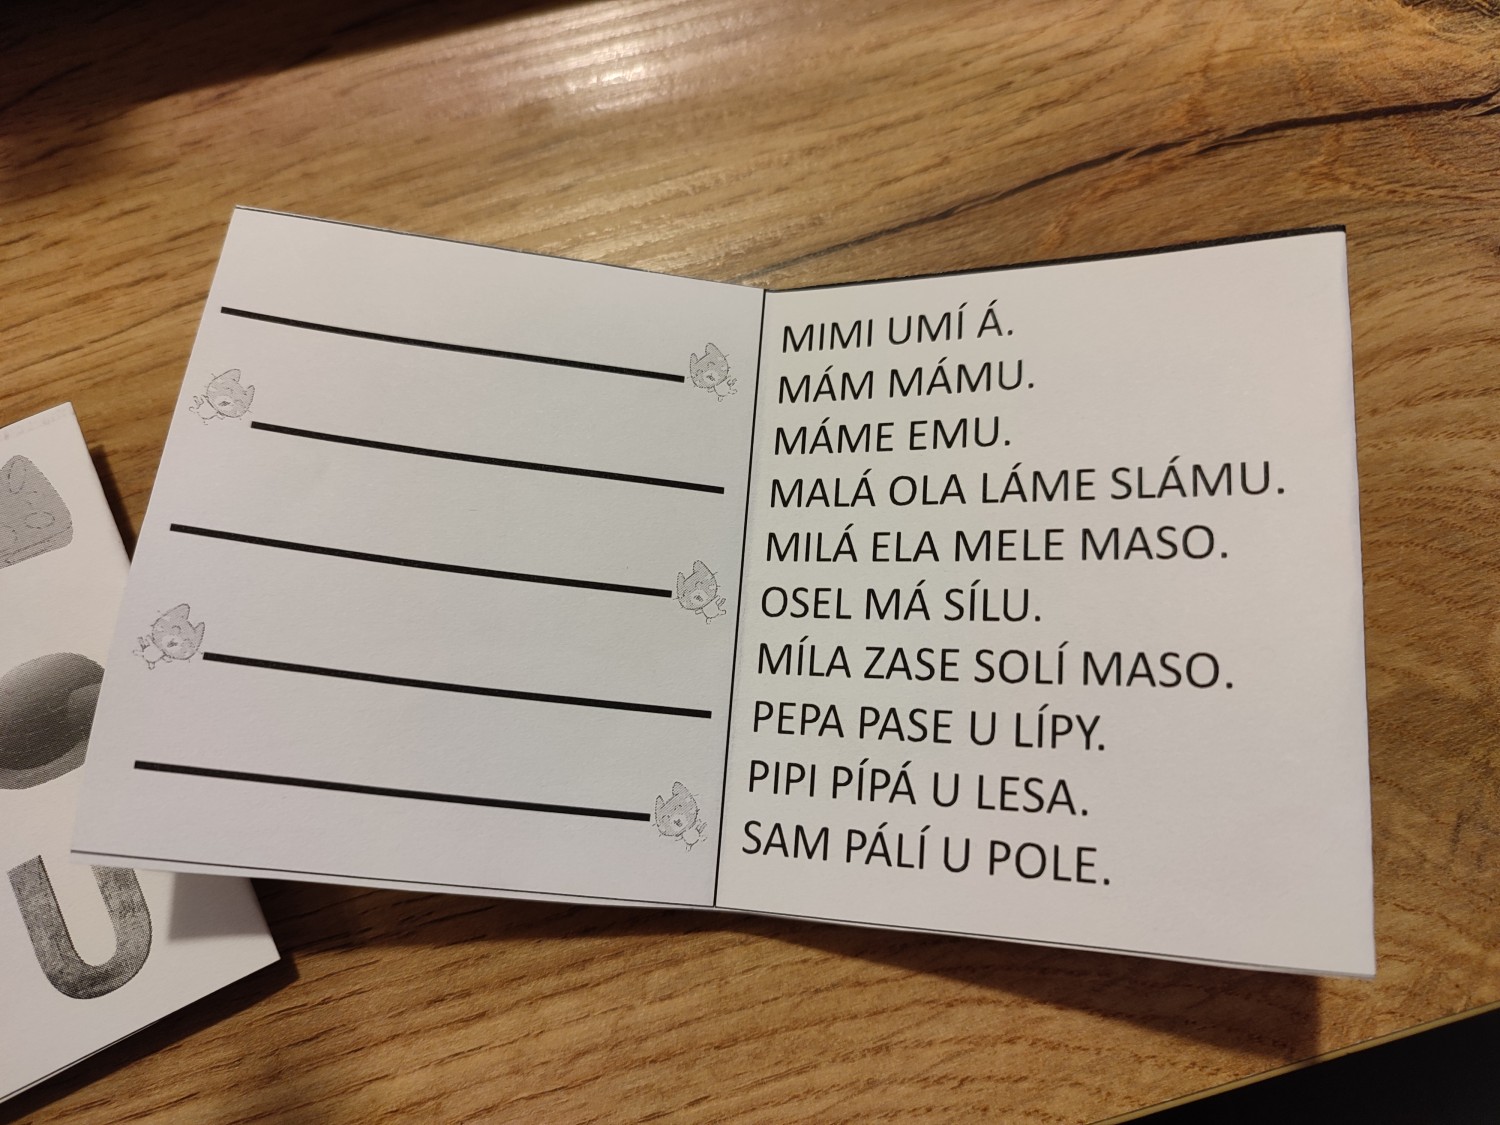 MIMI UMÍ Á.
MÁM MÁMU.
MÁME EMU.
MALÁ OLA LÁME SLÁMU.
MILÁ ELA MELE MASO.
OSEL MÁ SÍLU.
MÍLA ZASE SOLÍ MASO.
PEPA PASE U LÍPY.
PIPI PÍPÁ U LESA.
SAM PÁLÍ U POLE.
U